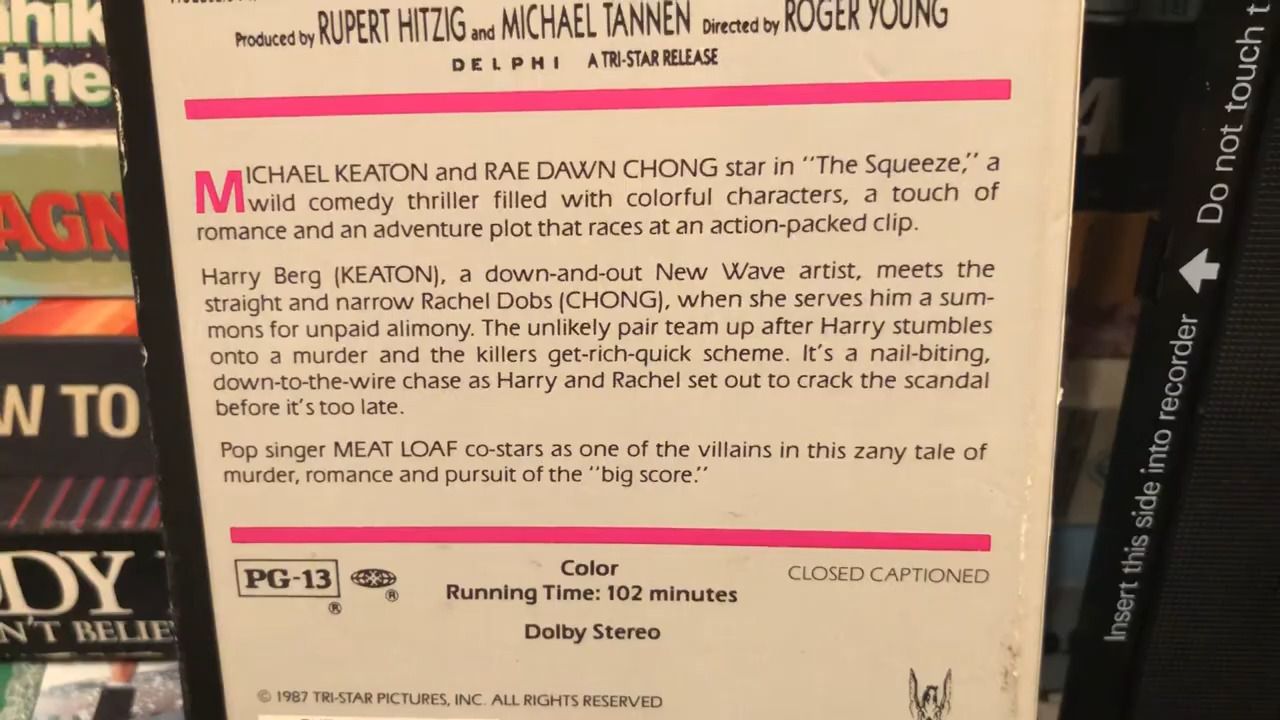 Produced by RUPERT HITZIG and MICHAEL TANNEN Directed by ROGER YOUNG
DELPHI A TRI-STAR RELEASE
MICHAEL KEATON and RAE DAWN CHONG star in "The Squeeze," a
wild comedy thriller filled with colorful characters, a touch of
romance and an adventure plot that races at an action-packed clip.
Harry Berg (KEATON), a down-and-out New Wave artist, meets the
straight and narrow Rachel Dobs (CHONG), when she serves him a sum-
mons for unpaid alimony. The unlikely pair team up after Harry stumbles
onto a murder and the killers get-rich-quick scheme. It's a nail-biting,
down-to-the-wire chase as Harry and Rachel set out to crack the scandal
before it's too late.
Pop singer MEAT LOAF co-stars as one of the villains in this zany tale of
murder, romance and pursuit of the "big score."
PG-13
®
®
Color
Running Time: 102 minutes
Dolby Stereo
CLOSED CAPTIONED
© 1987 TRI-STAR PICTURES, INC. ALL RIGHTS RESERVED
Insert this side into recorder
Do not touch t
the
AGN
W TO
DY
N'T BELIE